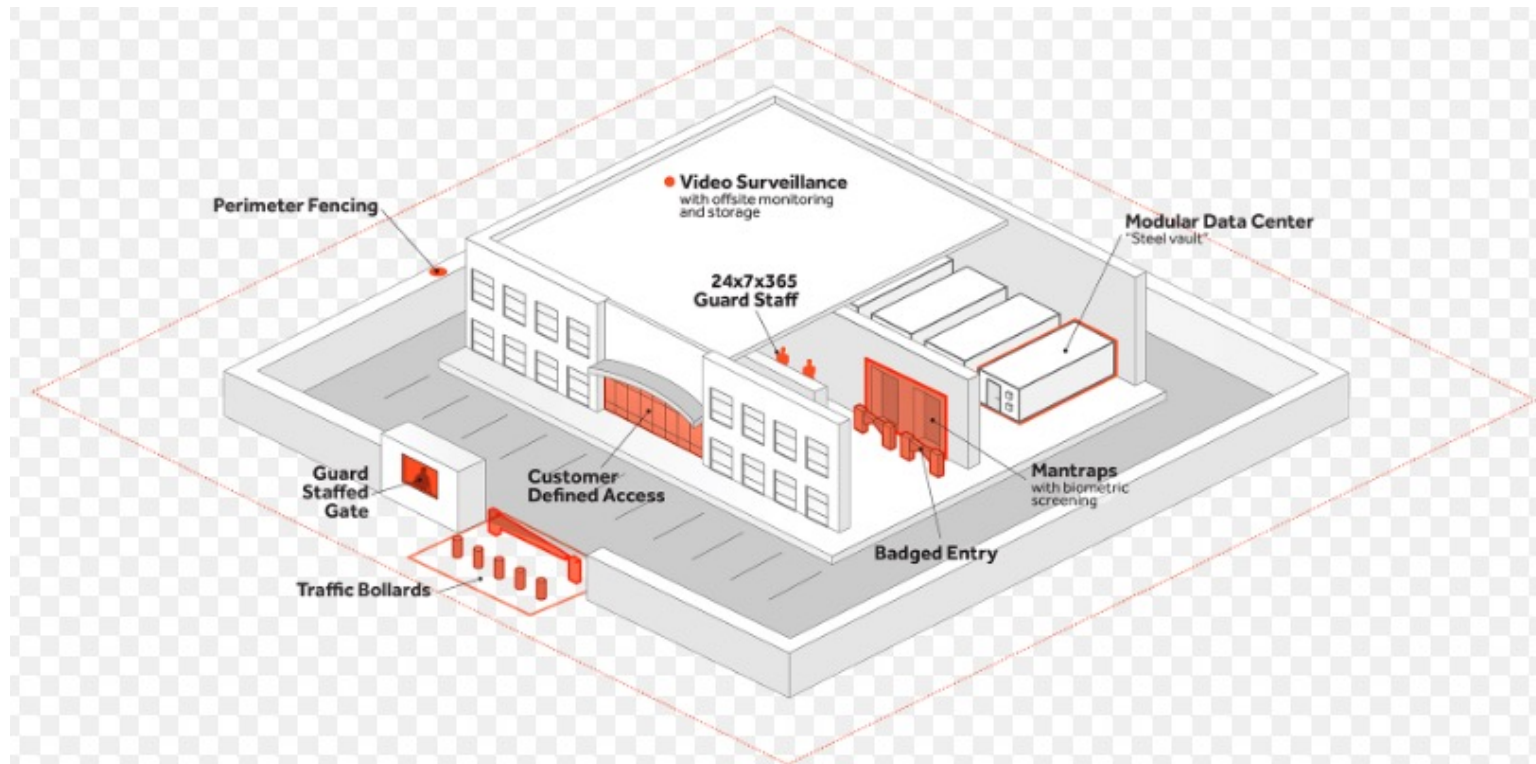 Video Surveillance
with offsite monitoring
and storage
Perimeter Fencing
Modular Data Center
"Steel vault"
24x7x365
Guard Staff
Guard
Staffed
Gate
Customer
Defined Access
Mantraps
with biometric
screening
Badged Entry
Traffic Bollards